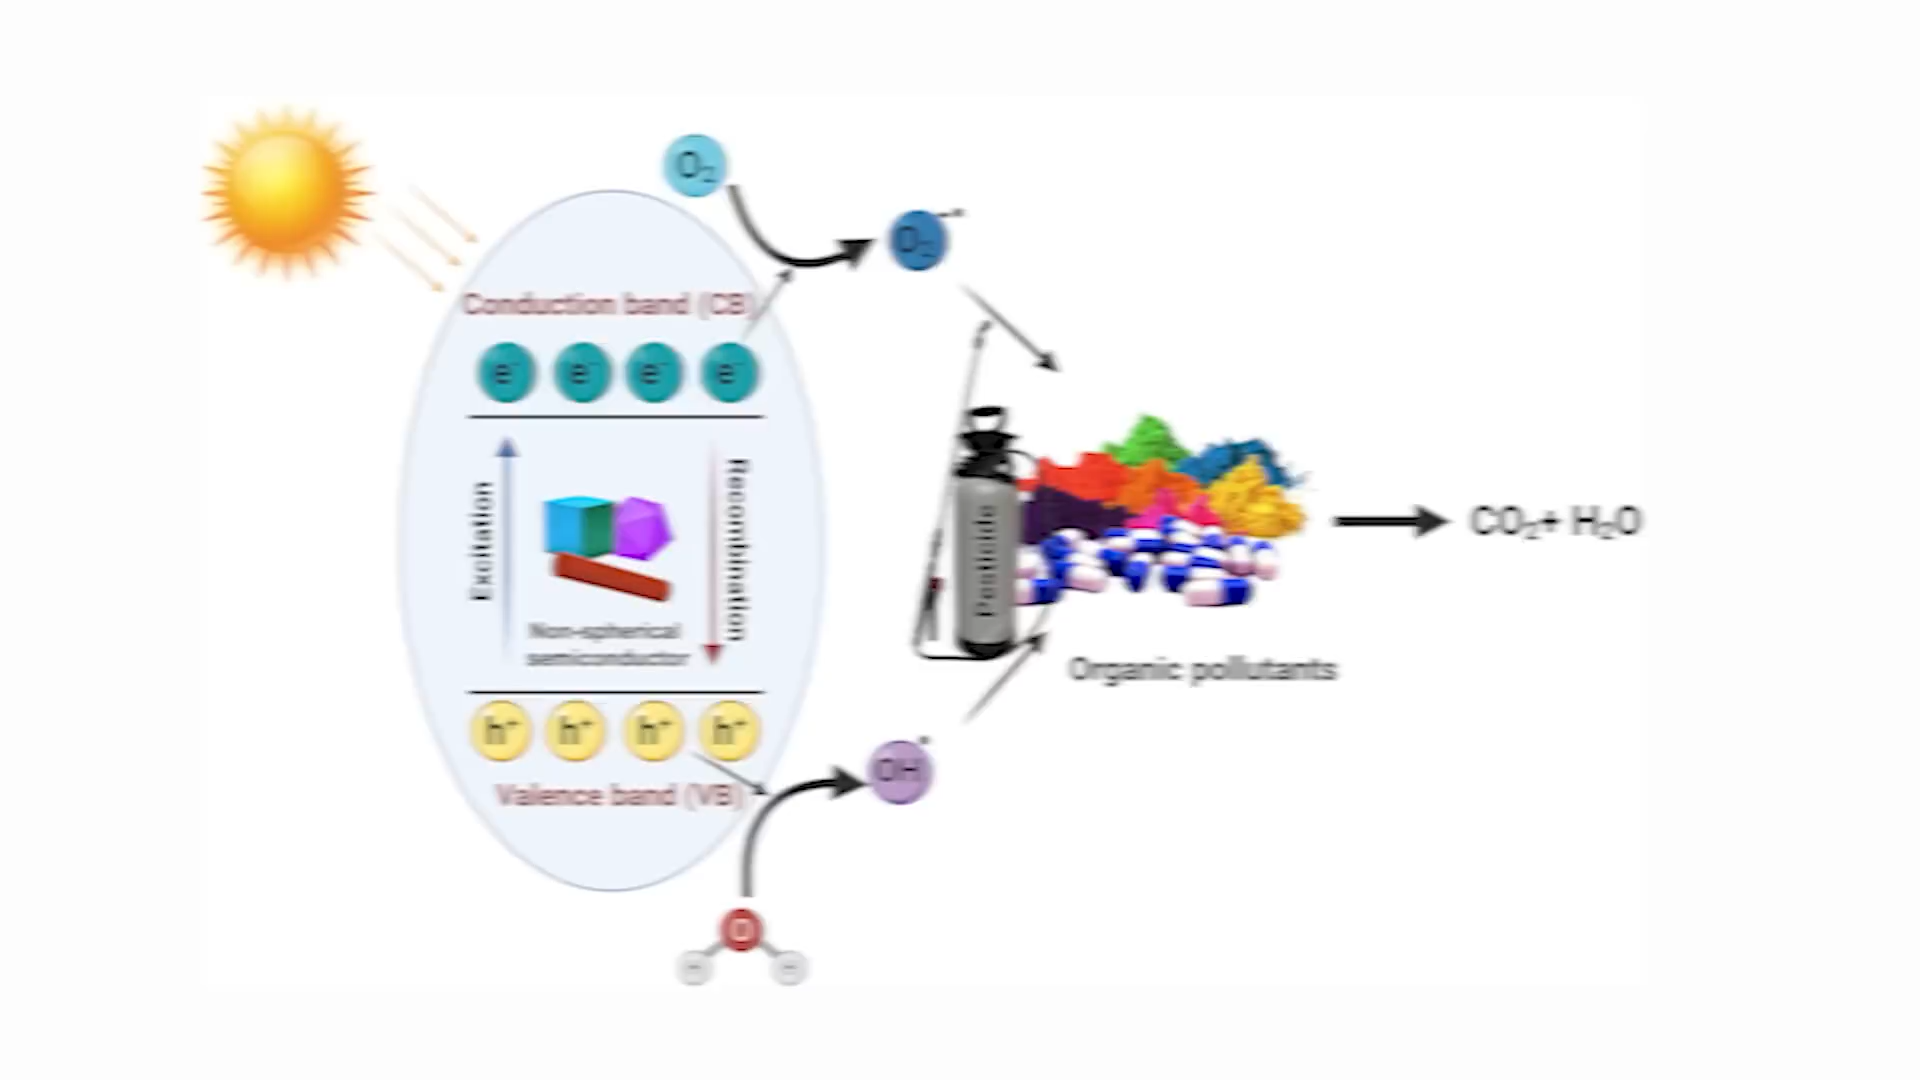 O₂
O₂⁻•
Conduction band (CB)
e⁻ e⁻ e⁻ e⁻
Excitation
Recombination
Non-spherical
semiconductor
h⁺ h⁺ h⁺ h⁺
Valence band (VB)
Pesticide
CO₂+ H₂O
Organic pollutants
OH•
O